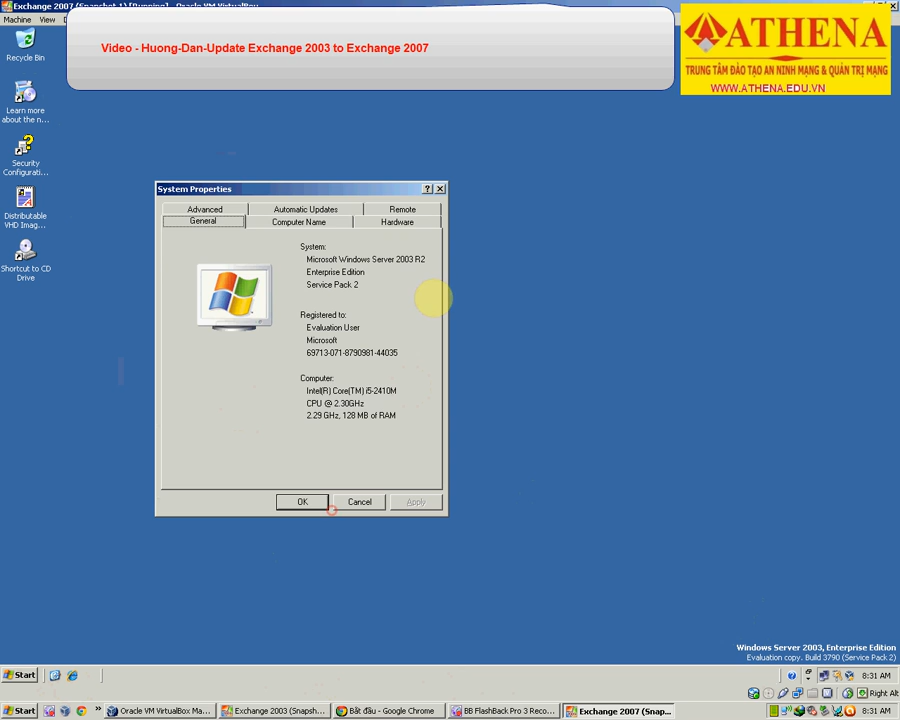 Exchange 2007 (Snapshot 1) [Running] - Oracle VM VirtualBox
Machine View
Video - Huong-Dan-Update Exchange 2003 to Exchange 2007
ATHENA
TRUNG TÂM ĐÀO TẠO AN NINH MẠNG & QUẢN TRỊ MẠNG
WWW.ATHENA.EDU.VN
Recycle Bin
Learn more
about the n...
Security
Configurati...
Distributable
VHD Imag...
Shortcut to CD
Drive
System Properties
Advanced Automatic Updates Remote
General Computer Name Hardware
System:
Microsoft Windows Server 2003 R2
Enterprise Edition
Service Pack 2
Registered to:
Evaluation User
Microsoft
69713-071-8790981-44035
Computer:
Intel(R) Core(TM) i5-2410M
CPU @ 2.30GHz
2.29 GHz, 128 MB of RAM
OK Cancel Apply
Windows Server 2003, Enterprise Edition
Evaluation copy. Build 3790 (Service Pack 2)
Start 8:31 AM
Right Alt
Start Oracle VM VirtualBox Ma... Exchange 2003 (Snapsh... Bắt đầu - Google Chrome BB FlashBack Pro 3 Reco... Exchange 2007 (Snap... 8:31 AM